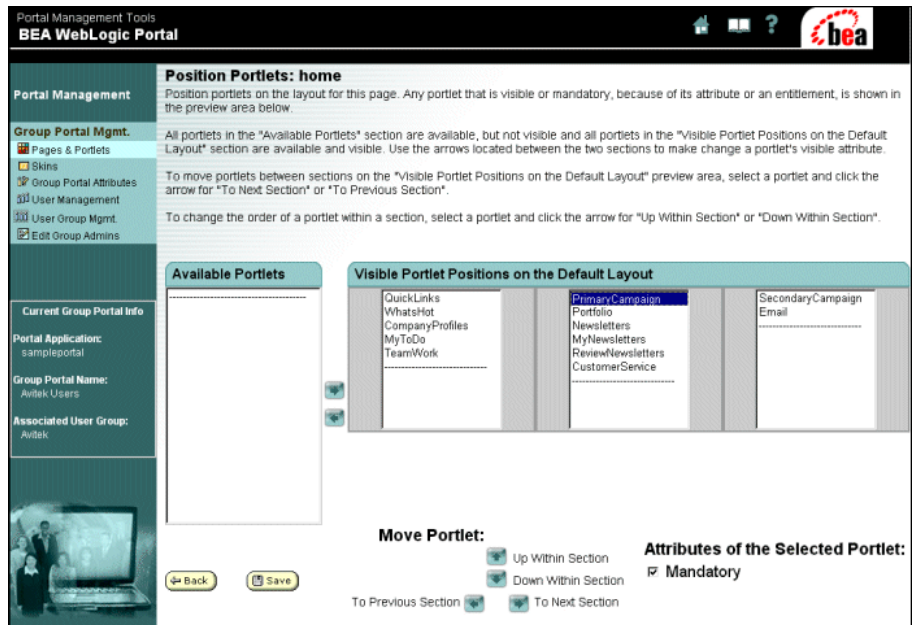 Portal Management Tools
BEA WebLogic Portal
?
bea
Portal Management
Group Portal Mgmt.
Pages & Portlets
Skins
Group Portal Attributes
User Management
User Group Mgmt.
Edit Group Admins
Current Group Portal Info
Portal Application:
sampleportal
Group Portal Name:
Avitek Users
Associated User Group:
Avitek
Position Portlets: home
Position portlets on the layout for this page. Any portlet that is visible or mandatory, because of its attribute or an entitlement, is shown in
the preview area below.
All portlets in the "Available Portlets" section are available, but not visible and all portlets in the "Visible Portlet Positions on the Default
Layout" section are available and visible. Use the arrows located between the two sections to make change a portlet's visible attribute.
To move portlets between sections on the "Visible Portlet Positions on the Default Layout" preview area, select a portlet and click the
arrow for "To Next Section" or "To Previous Section".
To change the order of a portlet within a section, select a portlet and click the arrow for "Up Within Section" or "Down Within Section".
Available Portlets
Visible Portlet Positions on the Default Layout
QuickLinks
WhatsHot
CompanyProfiles
MyToDo
TeamWork
PrimaryCampaign
Portfolio
Newsletters
MyNewsletters
ReviewNewsletters
CustomerService
SecondaryCampaign
Email
Back
Save
Move Portlet:
Up Within Section
Down Within Section
To Previous Section
To Next Section
Attributes of the Selected Portlet:
Mandatory